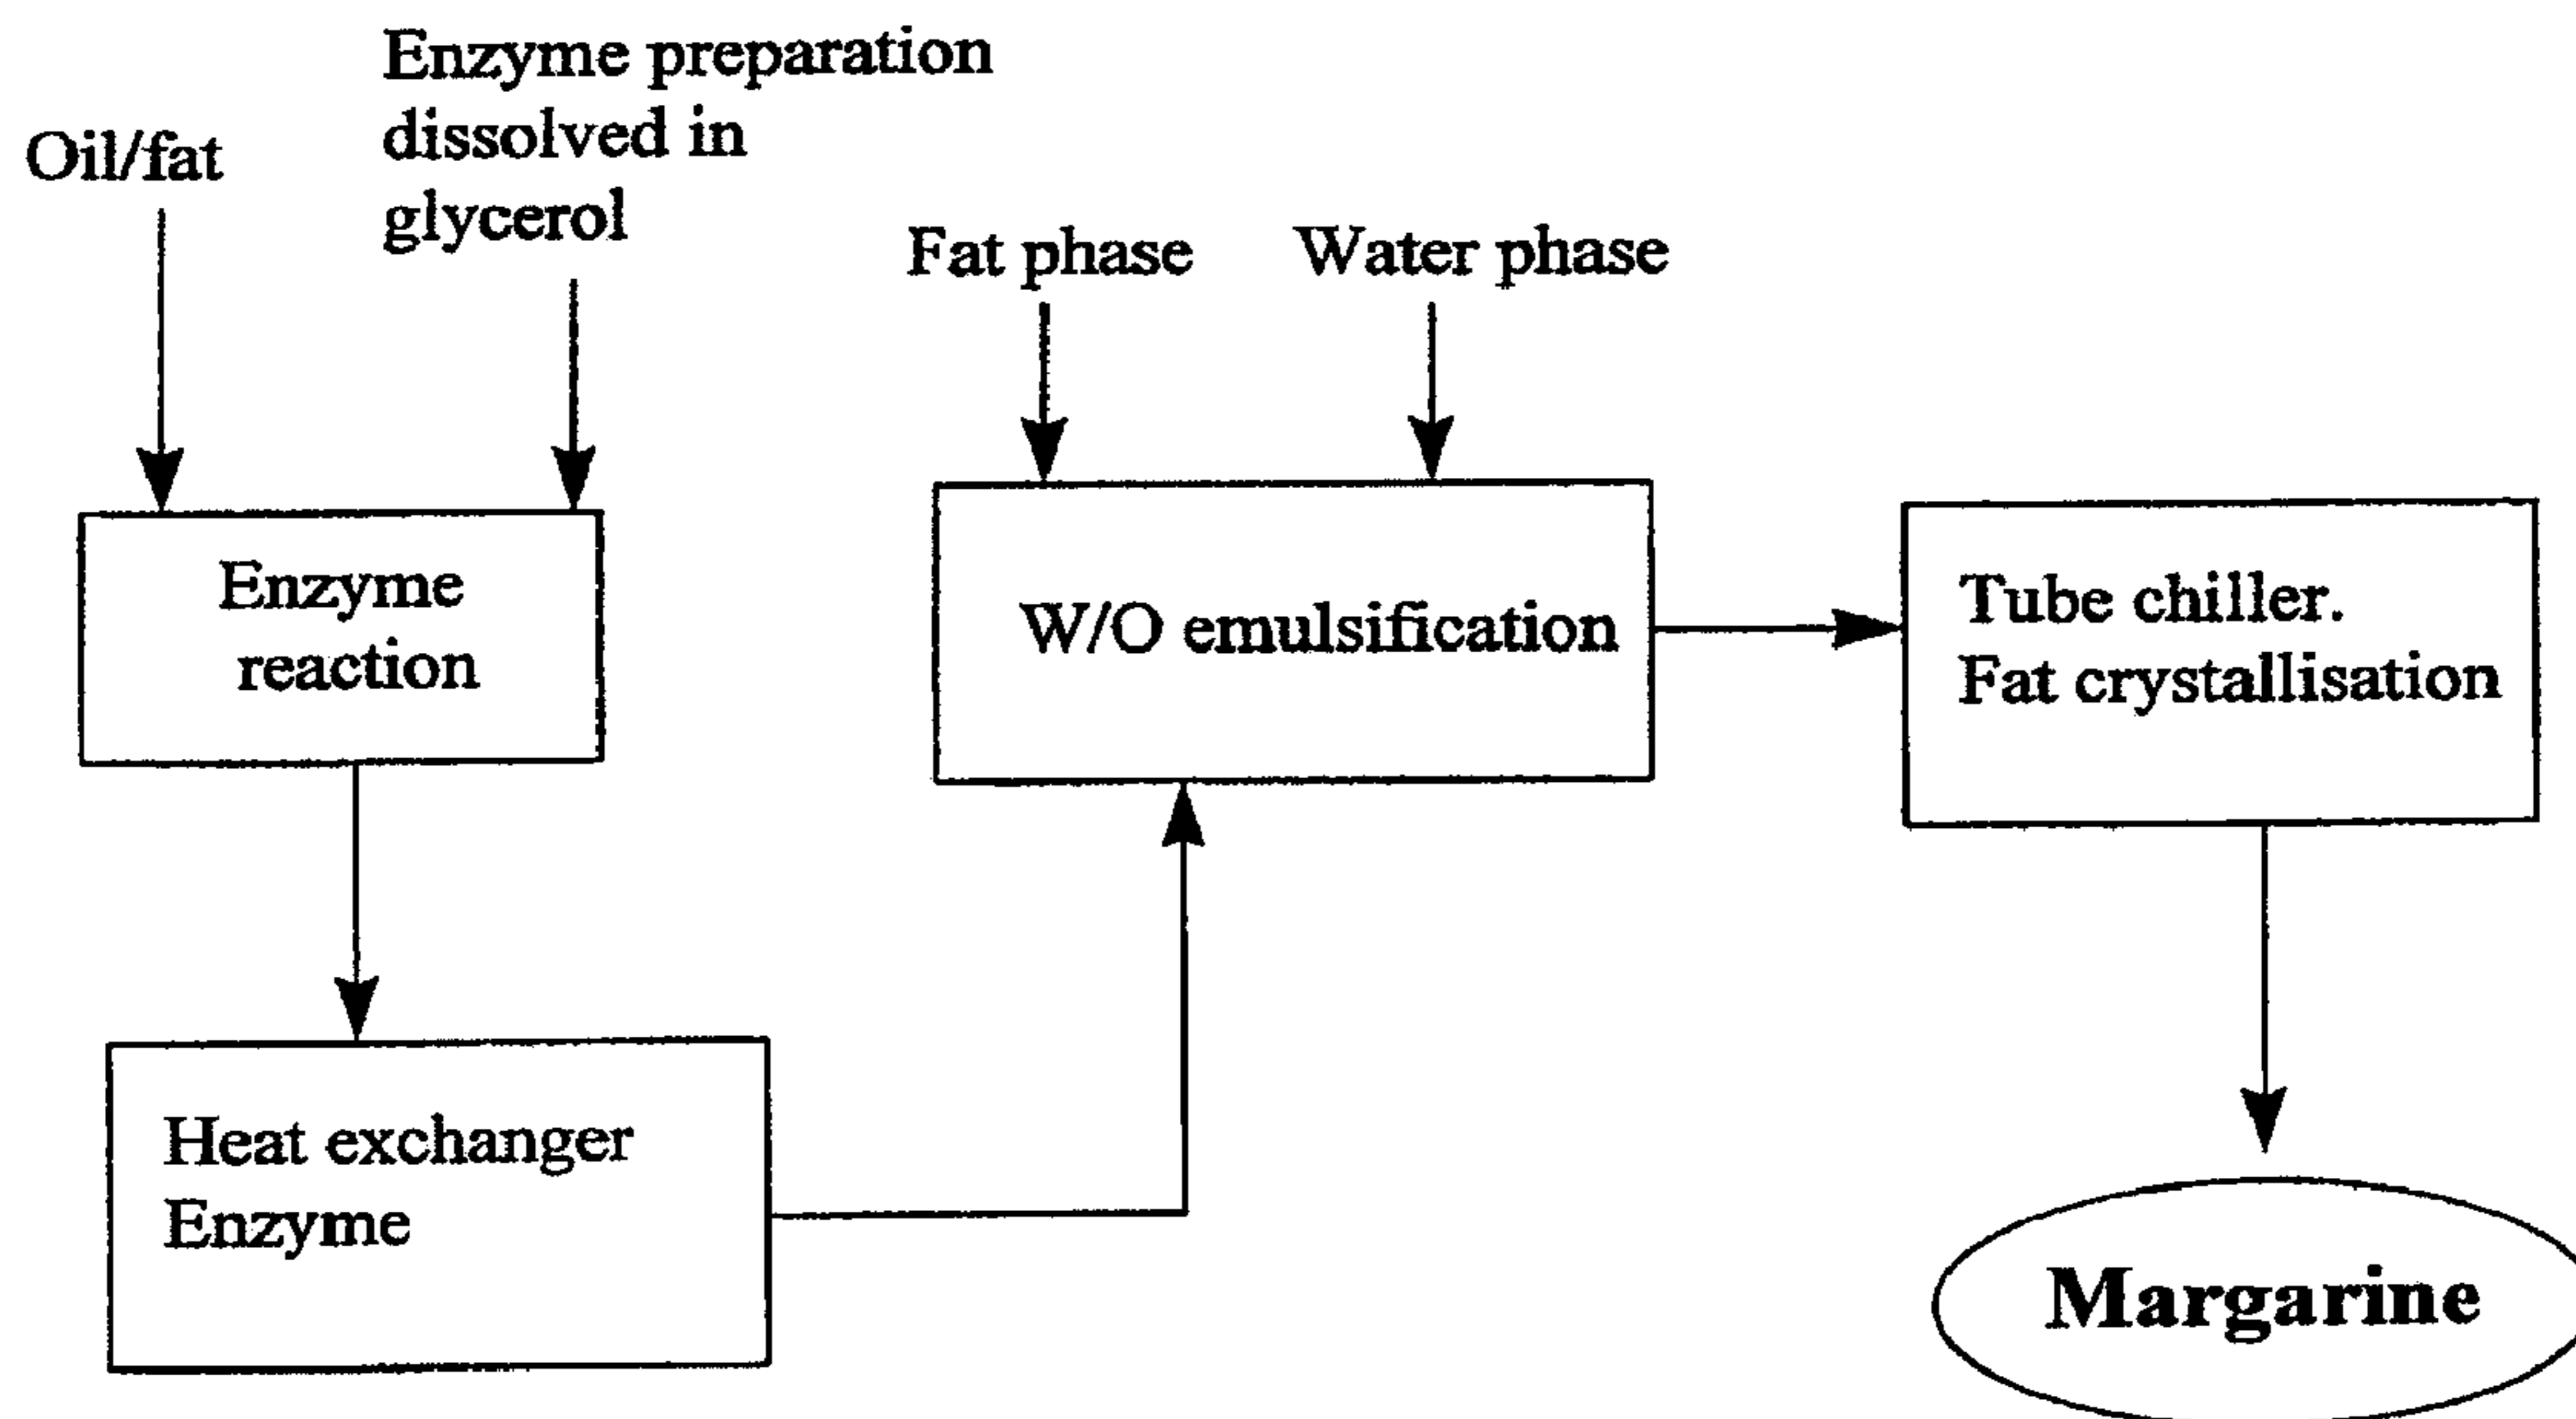 Oil/fat
Enzyme preparation
dissolved in
glycerol
Fat phase
Water phase
Enzyme
reaction
W/O emulsification
Tube chiller.
Fat crystallisation
Heat exchanger
Enzyme
Margarine